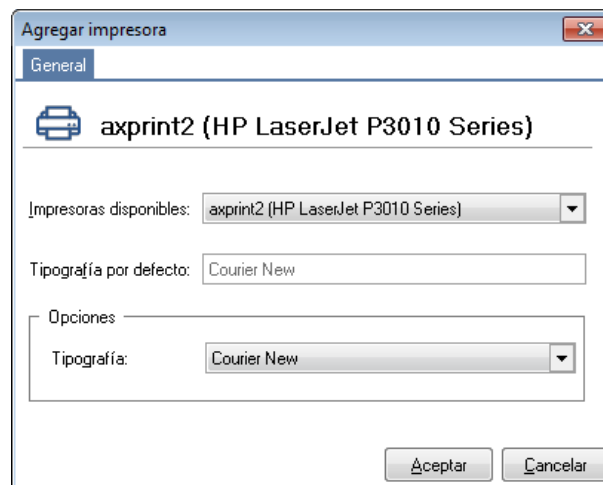 Agregar impresora
General
axprint2 (HP LaserJet P3010 Series)
Impresoras disponibles: axprint2 (HP LaserJet P3010 Series)
Tipografía por defecto: Courier New
Opciones
Tipografía: Courier New
Aceptar Cancelar